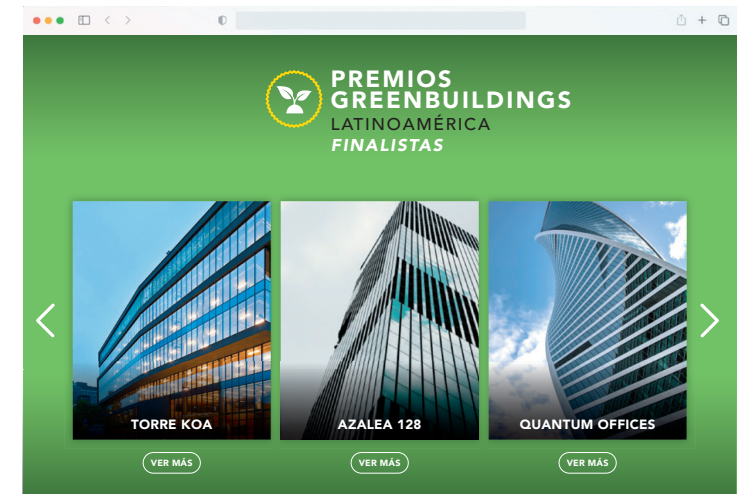 PREMIOS
GREENBUILDINGS
LATINOAMÉRICA
FINALISTAS
TORRE KOA
AZALEA 128
QUANTUM OFFICES
VER MÁS
VER MÁS
VER MÁS